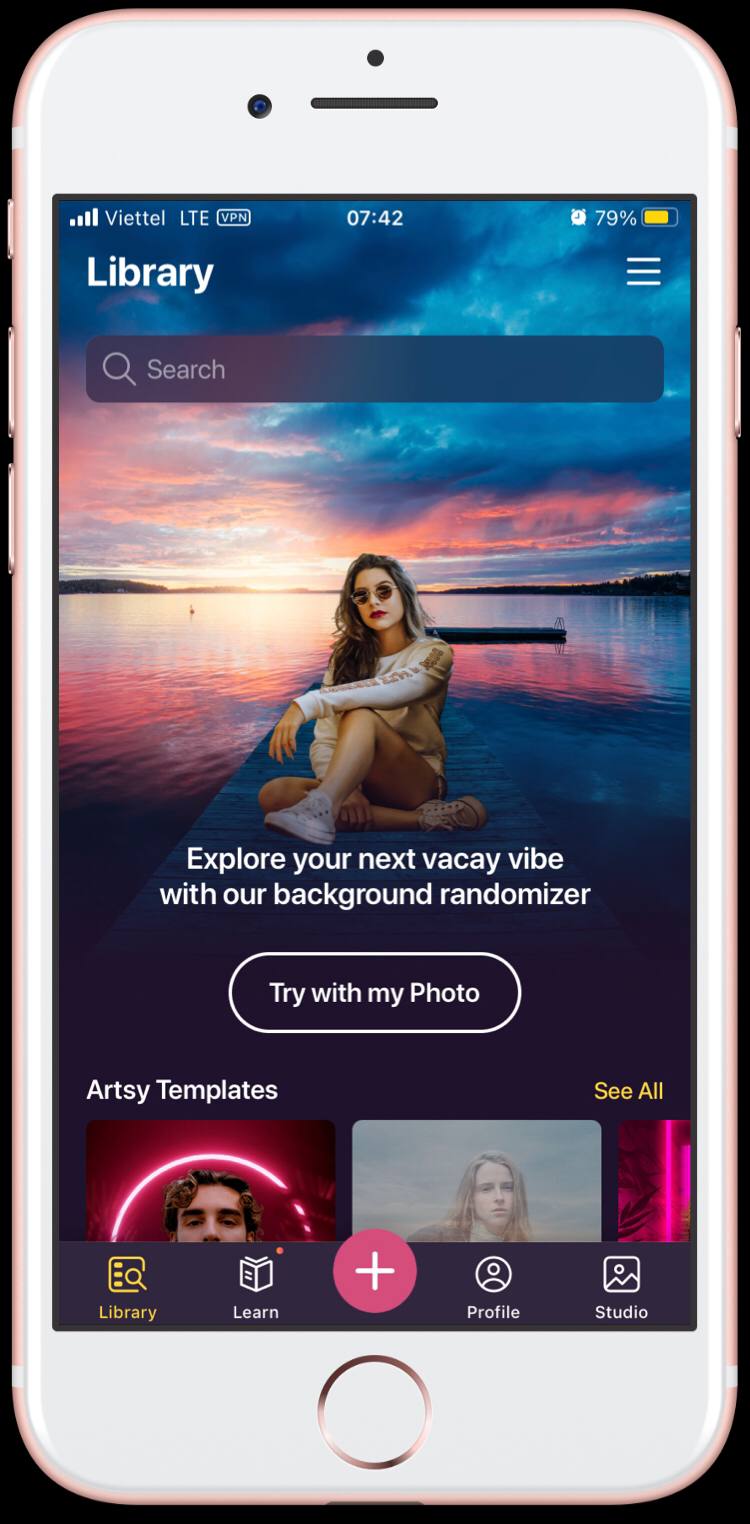 Viettel LTE VPN 07:42 79%
Library
Search
Explore your next vacay vibe
with our background randomizer
Try with my Photo
Artsy Templates See All
Library Learn Profile Studio